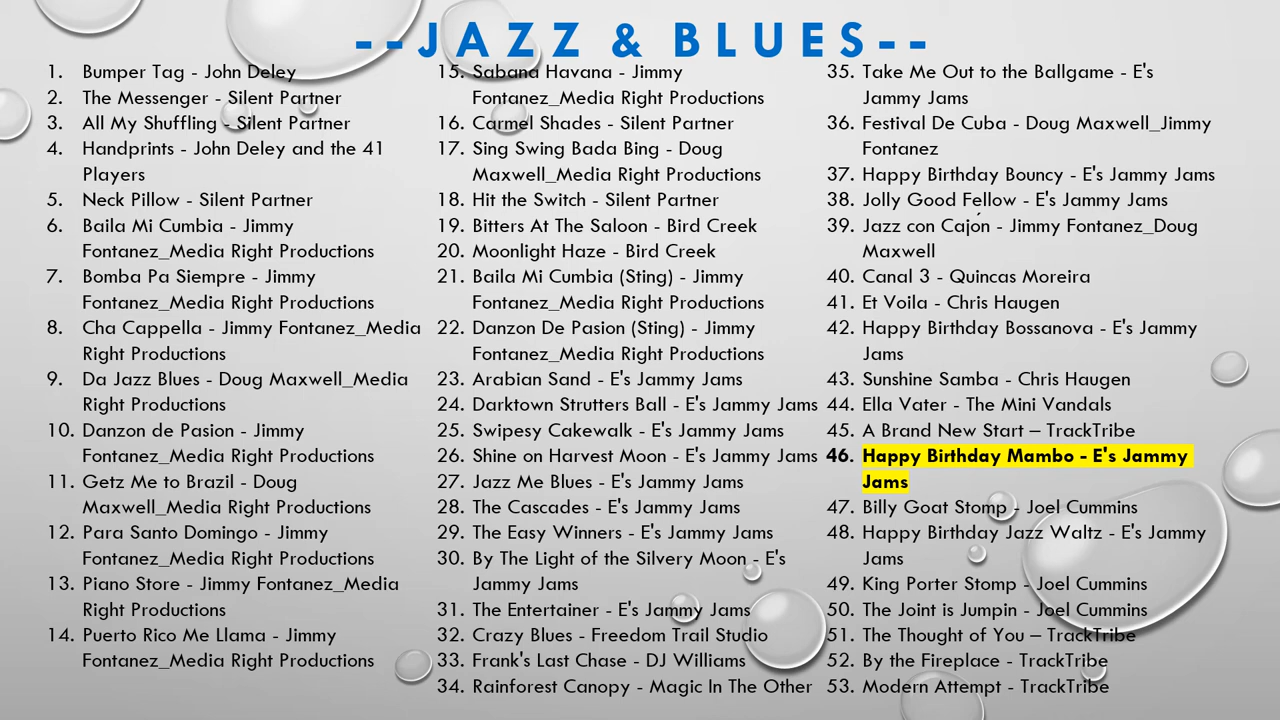 --JAZZ & BLUES--
1. Bumper Tag - John Deley
2. The Messenger - Silent Partner
3. All My Shuffling - Silent Partner
4. Handprints - John Deley and the 41
Players
5. Neck Pillow - Silent Partner
6. Baila Mi Cumbia - Jimmy
Fontanez_Media Right Productions
7. Bomba Pa Siempre - Jimmy
Fontanez_Media Right Productions
8. Cha Cappella - Jimmy Fontanez_Media
Right Productions
9. Da Jazz Blues - Doug Maxwell_Media
Right Productions
10. Danzon de Pasion - Jimmy
Fontanez_Media Right Productions
11. Getz Me to Brazil - Doug
Maxwell_Media Right Productions
12. Para Santo Domingo - Jimmy
Fontanez_Media Right Productions
13. Piano Store - Jimmy Fontanez_Media
Right Productions
14. Puerto Rico Me Llama - Jimmy
Fontanez_Media Right Productions
15. Sabana Havana - Jimmy
Fontanez_Media Right Productions
16. Carmel Shades - Silent Partner
17. Sing Swing Bada Bing - Doug
Maxwell_Media Right Productions
18. Hit the Switch - Silent Partner
19. Bitters At The Saloon - Bird Creek
20. Moonlight Haze - Bird Creek
21. Baila Mi Cumbia (Sting) - Jimmy
Fontanez_Media Right Productions
22. Danzon De Pasion (Sting) - Jimmy
Fontanez_Media Right Productions
23. Arabian Sand - E's Jammy Jams
24. Darktown Strutters Ball - E's Jammy Jams
25. Swipesy Cakewalk - E's Jammy Jams
26. Shine on Harvest Moon - E's Jammy Jams
27. Jazz Me Blues - E's Jammy Jams
28. The Cascades - E's Jammy Jams
29. The Easy Winners - E's Jammy Jams
30. By The Light of the Silvery Moon - E's
Jammy Jams
31. The Entertainer - E's Jammy Jams
32. Crazy Blues - Freedom Trail Studio
33. Frank's Last Chase - DJ Williams
34. Rainforest Canopy - Magic In The Other
35. Take Me Out to the Ballgame - E's
Jammy Jams
36. Festival De Cuba - Doug Maxwell_Jimmy
Fontanez
37. Happy Birthday Bouncy - E's Jammy Jams
38. Jolly Good Fellow - E's Jammy Jams
39. Jazz con Cajón - Jimmy Fontanez_Doug
Maxwell
40. Canal 3 - Quincas Moreira
41. Et Voila - Chris Haugen
42. Happy Birthday Bossanova - E's Jammy
Jams
43. Sunshine Samba - Chris Haugen
44. Ella Vater - The Mini Vandals
45. A Brand New Start – TrackTribe
46. Happy Birthday Mambo - E's Jammy
Jams
47. Billy Goat Stomp - Joel Cummins
48. Happy Birthday Jazz Waltz - E's Jammy
Jams
49. King Porter Stomp - Joel Cummins
50. The Joint is Jumpin - Joel Cummins
51. The Thought of You – TrackTribe
52. By the Fireplace - TrackTribe
53. Modern Attempt - TrackTribe